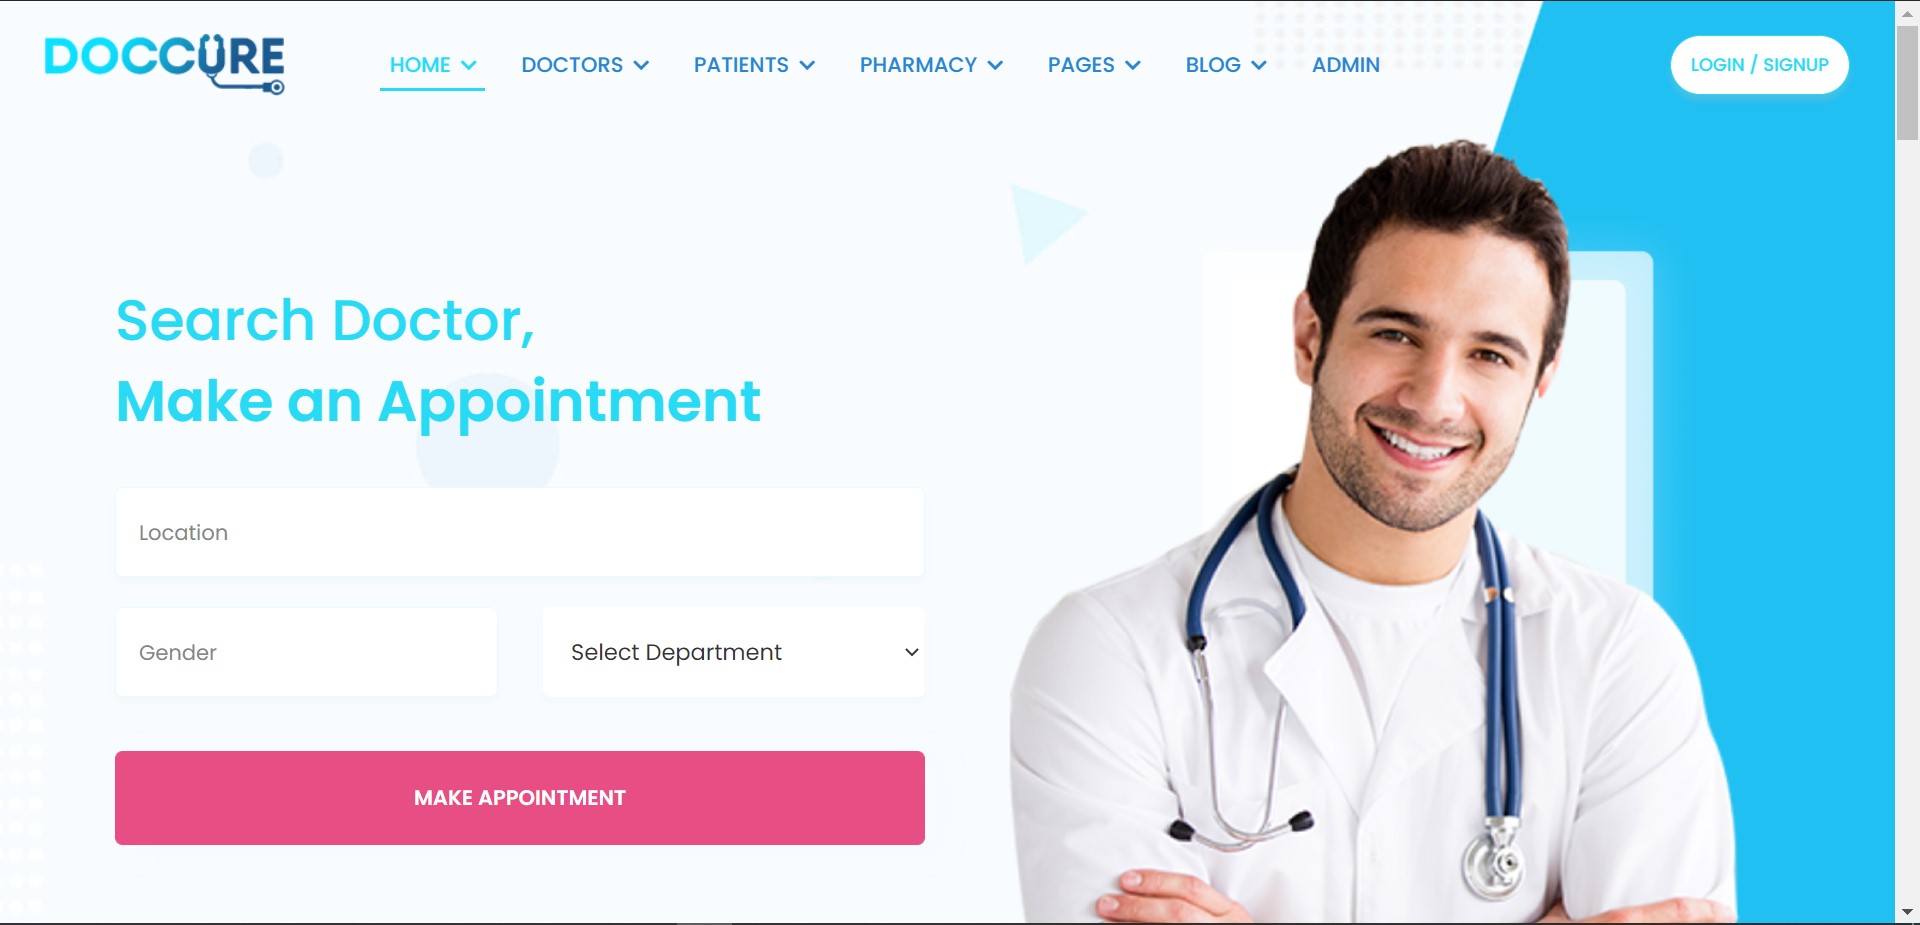 DOCCURE
HOME DOCTORS PATIENTS PHARMACY PAGES BLOG ADMIN
LOGIN / SIGNUP
Search Doctor,
Make an Appointment
Location
Gender
Select Department
MAKE APPOINTMENT